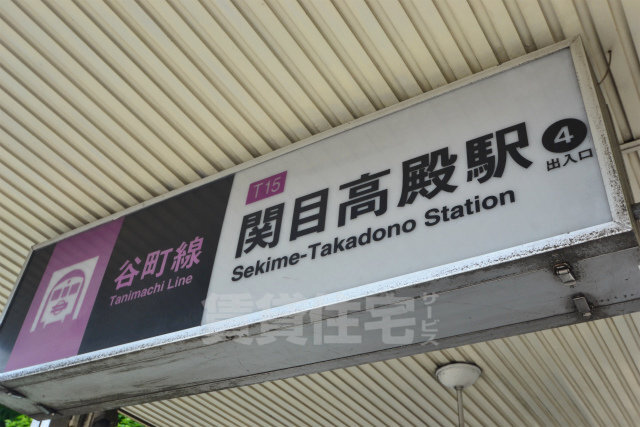 谷町線
Tanimachi Line
T15
関目高殿駅
Sekime-Takadono Station
4
出入口
賃貸住宅サービス